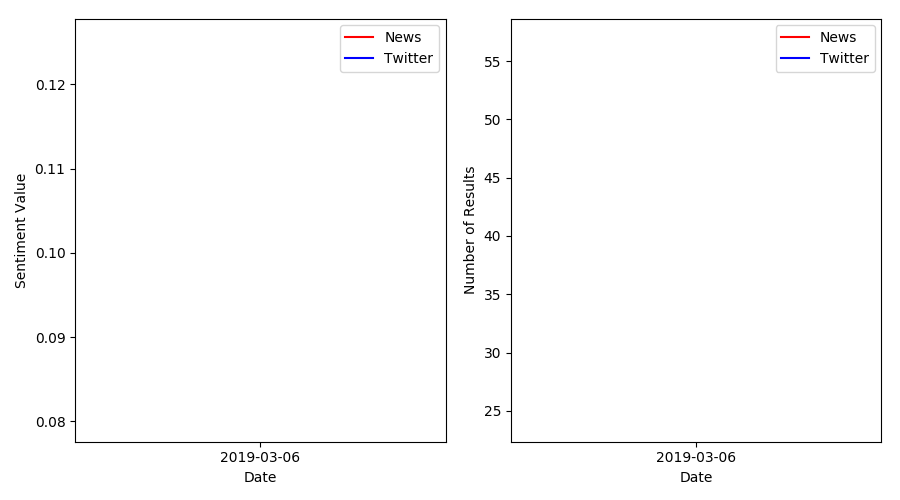 News
Twitter
0.12
0.11
0.10
0.09
0.08
Sentiment Value
2019-03-06
Date
News
Twitter
55
50
45
40
35
30
25
Number of Results
2019-03-06
Date